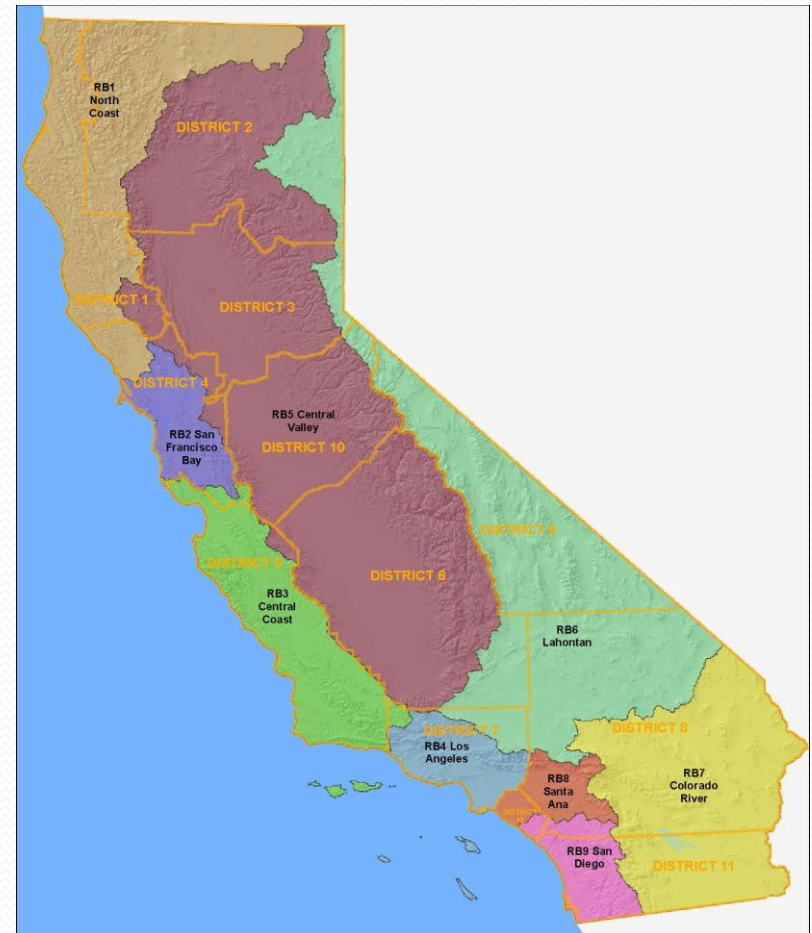 RB1
North
Coast
DISTRICT 2
DISTRICT 1
DISTRICT 3
DISTRICT 4
RB5 Central
Valley
RB2 San
Francisco
Bay
DISTRICT 10
DISTRICT
DISTRICT 5
DISTRICT 6
RB3
Central
Coast
RB6
Lahontan
DISTRICT 7
DISTRICT 8
RB4 Los
Angeles
RB8
Santa
Ana
RB7
Colorado
River
DISTRICT
RB9 San
Diego
DISTRICT 11